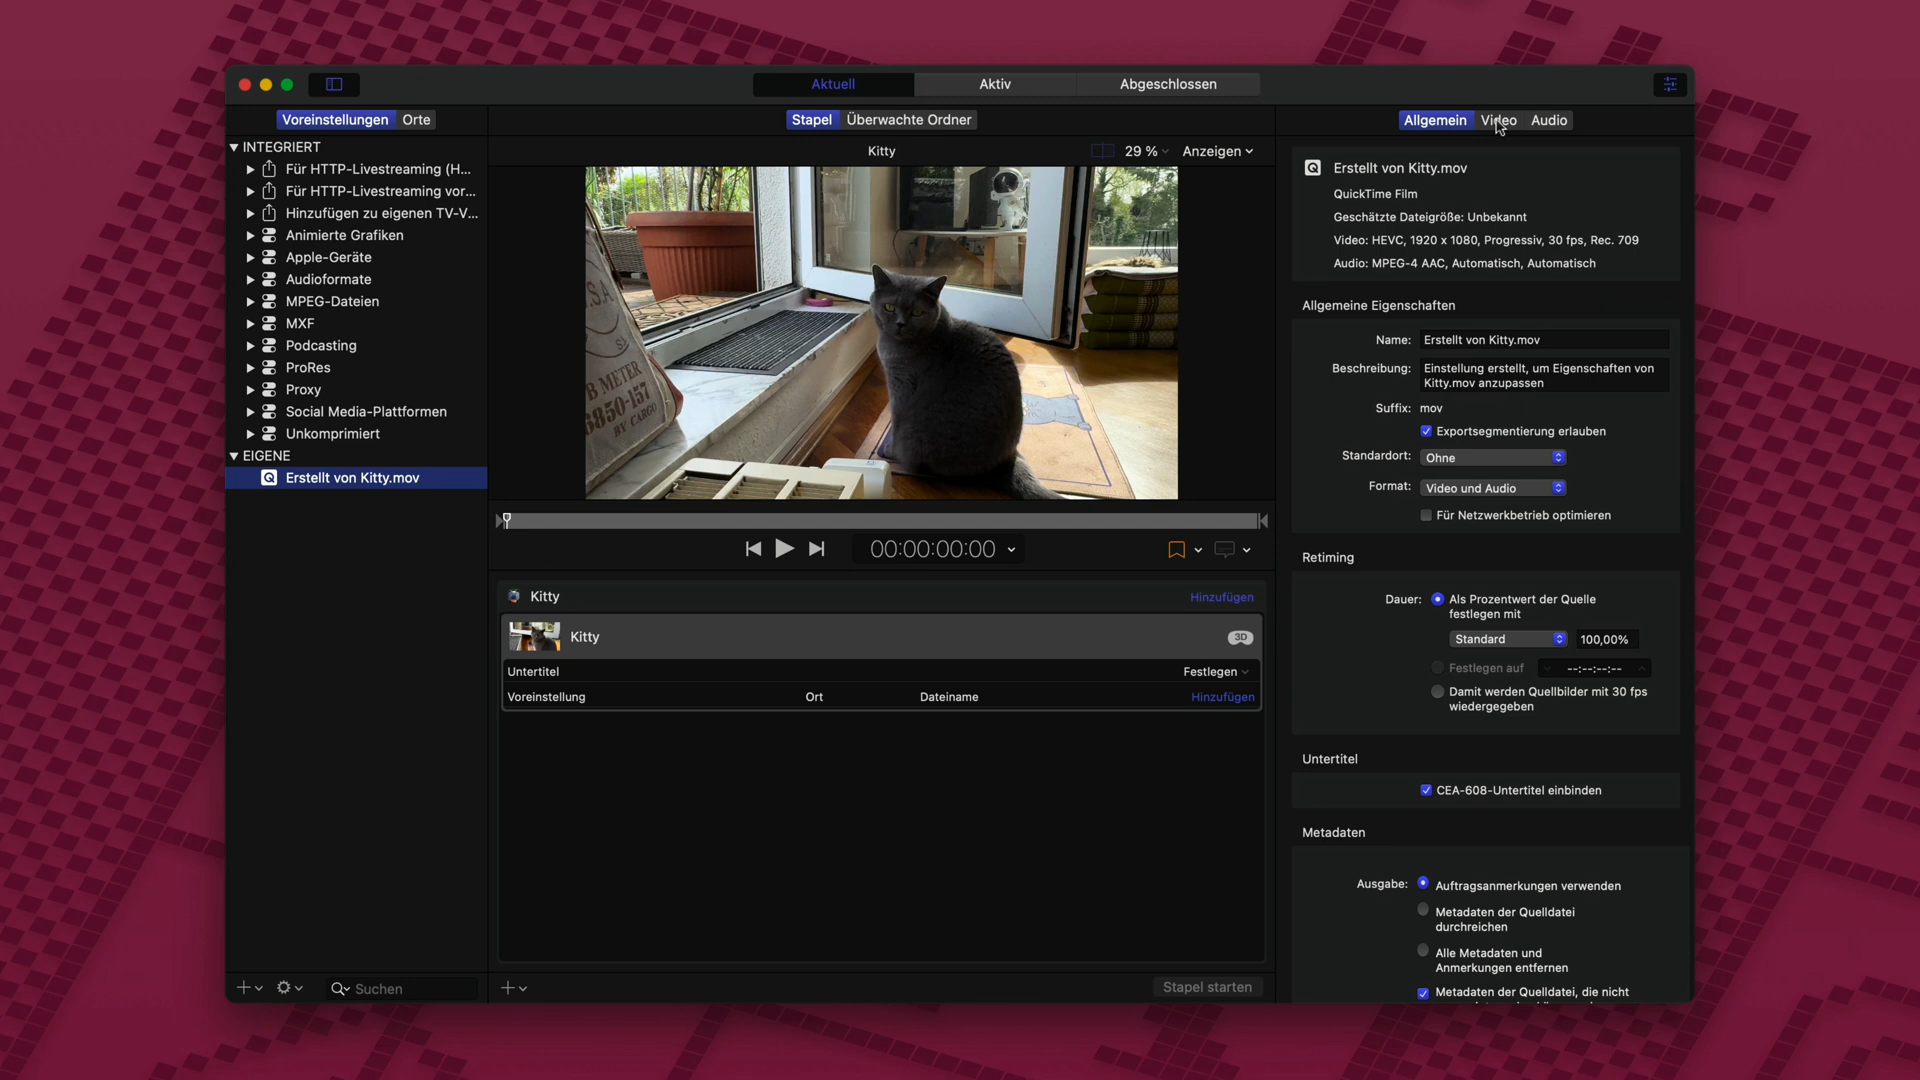 Aktuell
Aktiv
Abgeschlossen
Voreinstellungen Orte
Stapel Überwachte Ordner
Allgemein Video Audio
INTEGRIERT
Für HTTP-Livestreaming (H...
Für HTTP-Livestreaming vor...
Hinzufügen zu eigenen TV-V...
Animierte Grafiken
Apple-Geräte
Audioformate
MPEG-Dateien
MXF
Podcasting
ProRes
Proxy
Social Media-Plattformen
Unkomprimiert
EIGENE
Erstellt von Kitty.mov
Suchen
Kitty
29 %
Anzeigen
B METER
3850-157
BY CARGO
00:00:00:00
Kitty
Hinzufügen
Kitty
3D
Untertitel
Festlegen
Voreinstellung
Ort
Dateiname
Hinzufügen
Stapel starten
Erstellt von Kitty.mov
QuickTime Film
Geschätzte Dateigröße: Unbekannt
Video: HEVC, 1920 x 1080, Progressiv, 30 fps, Rec. 709
Audio: MPEG-4 AAC, Automatisch, Automatisch
Allgemeine Eigenschaften
Name: Erstellt von Kitty.mov
Beschreibung: Einstellung erstellt, um Eigenschaften von
Kitty.mov anzupassen
Suffix: mov
Exportsegmentierung erlauben
Standardort: Ohne
Format: Video und Audio
Für Netzwerkbetrieb optimieren
Retiming
Dauer: Als Prozentwert der Quelle
festlegen mit
Standard 100,00%
Festlegen auf --:--:--:--
Damit werden Quellbilder mit 30 fps
wiedergegeben
Untertitel
CEA-608-Untertitel einbinden
Metadaten
Ausgabe: Auftragsanmerkungen verwenden
Metadaten der Quelldatei
durchreichen
Alle Metadaten und
Anmerkungen entfernen
Metadaten der Quelldatei, die nicht